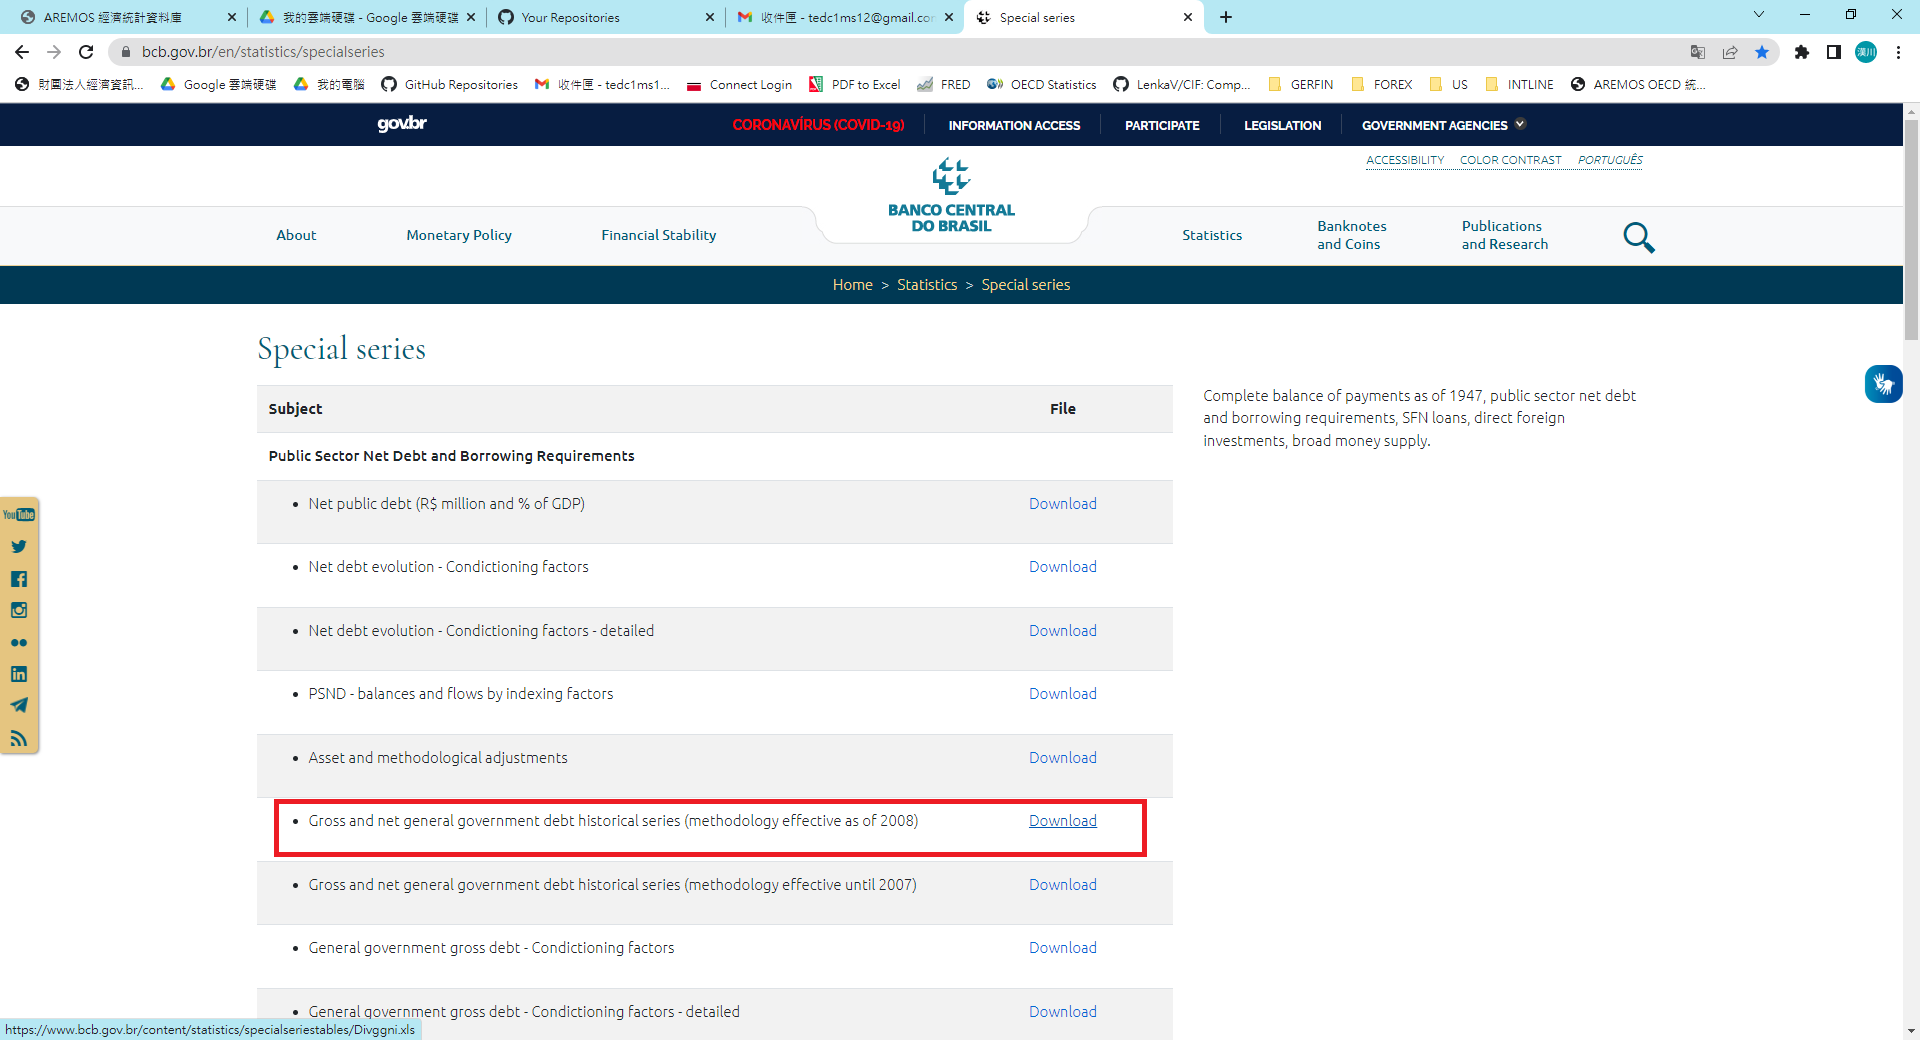 AREMOS 經濟統計資料庫
我的雲端硬碟 - Google 雲端硬碟
Your Repositories
收件匣 - tedc1ms12@gmail.cor
Special series
bcb.gov.br/en/statistics/specialseries
漢川
財團法人經濟資訊...
Google 雲端硬碟
我的電腦
GitHub Repositories
收件匣 - tedc1ms1...
Connect Login
PDF to Excel
FRED
OECD Statistics
LenkaV/CIF: Comp...
GERFIN
FOREX
US
INTLINE
AREMOS OECD 統...
gov.br
CORONAVÍRUS (COVID-19)
INFORMATION ACCESS
PARTICIPATE
LEGISLATION
GOVERNMENT AGENCIES
ACCESSIBILITY
COLOR CONTRAST
PORTUGUÊS
BANCO CENTRAL
DO BRASIL
About
Monetary Policy
Financial Stability
Statistics
Banknotes
and Coins
Publications
and Research
Home > Statistics > Special series
Special series
Subject File
Complete balance of payments as of 1947, public sector net debt
and borrowing requirements, SFN loans, direct foreign
investments, broad money supply.
Public Sector Net Debt and Borrowing Requirements
• Net public debt (R$ million and % of GDP) Download
• Net debt evolution - Condictioning factors Download
• Net debt evolution - Condictioning factors - detailed Download
• PSND - balances and flows by indexing factors Download
• Asset and methodological adjustments Download
• Gross and net general government debt historical series (methodology effective as of 2008) Download
• Gross and net general government debt historical series (methodology effective until 2007) Download
• General government gross debt - Condictioning factors Download
• General government gross debt - Condictioning factors - detailed Download
You Tube
https://www.bcb.gov.br/content/statistics/specialseriestables/Divggni.xls